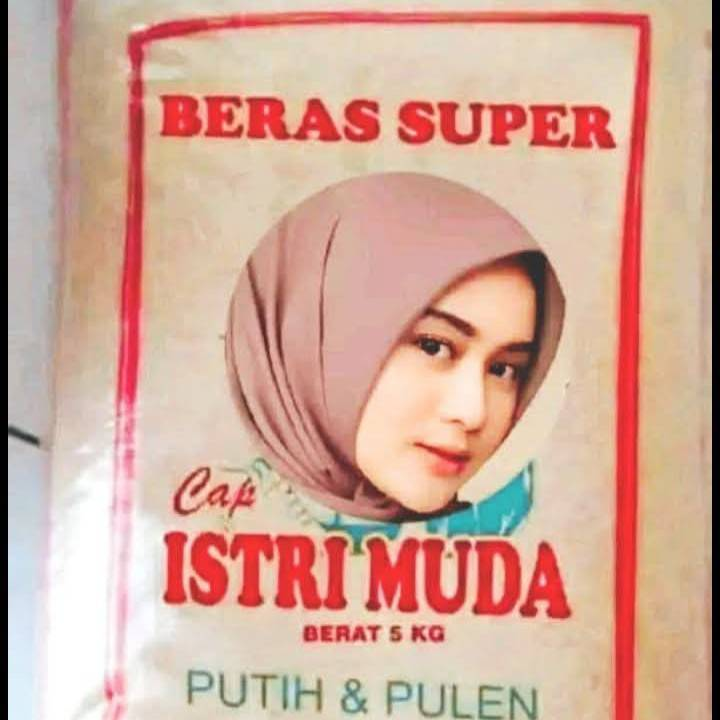 BERAS SUPER
Cap
ISTRI MUDA
BERAT 5 KG
PUTIH & PULEN